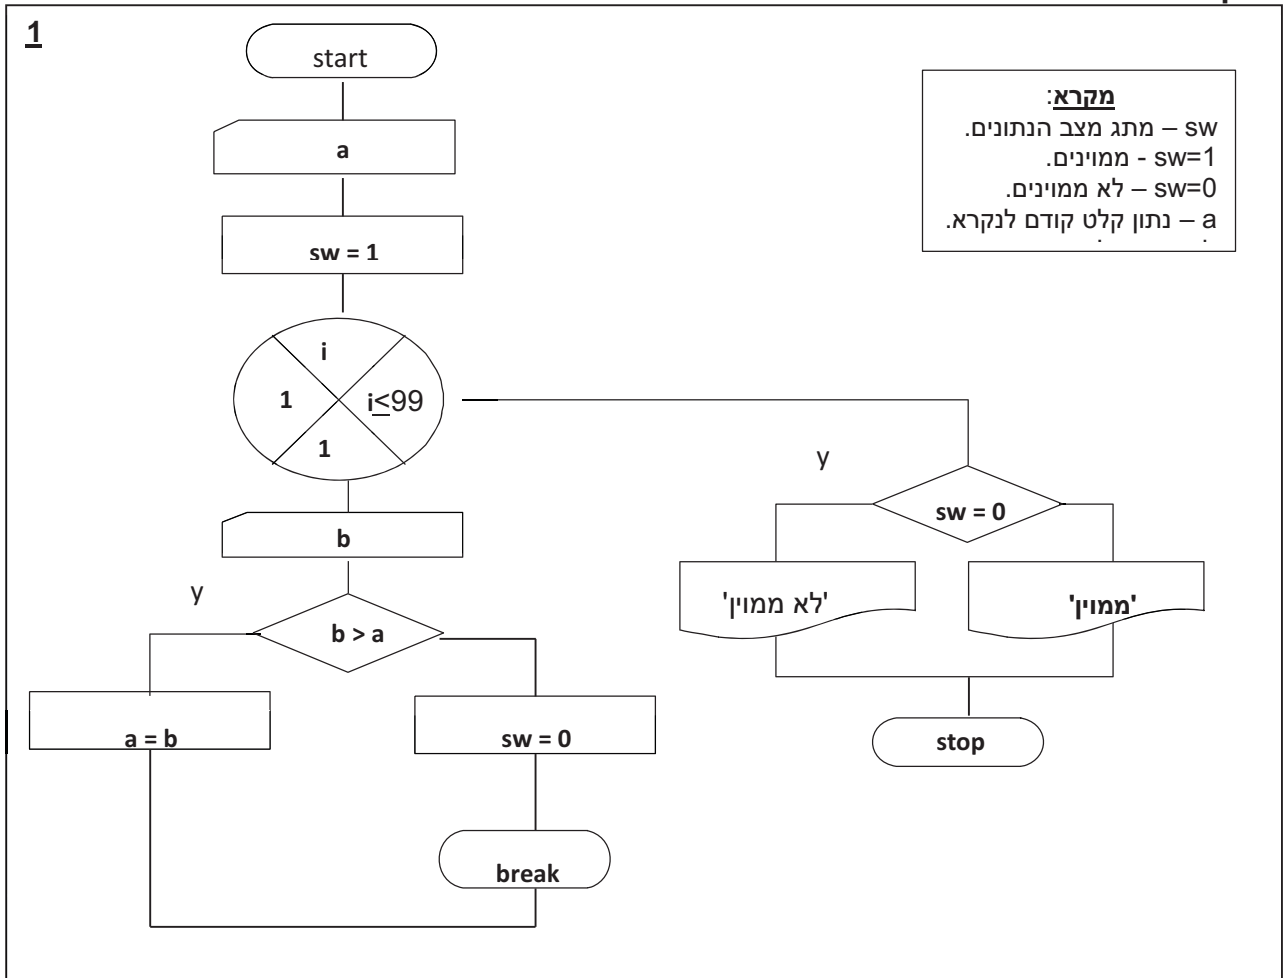 1
start
a
sw = 1
i
1
i≤99
1
b
y
b > a
a = b
sw = 0
break
מקרא:
sw – מתג מצב הנתונים.
sw=1 - ממוינים.
sw=0 – לא ממוינים.
a – נתון קלט קודם לנקרא.
y
sw = 0
'לא ממוין'
'ממוין'
stop